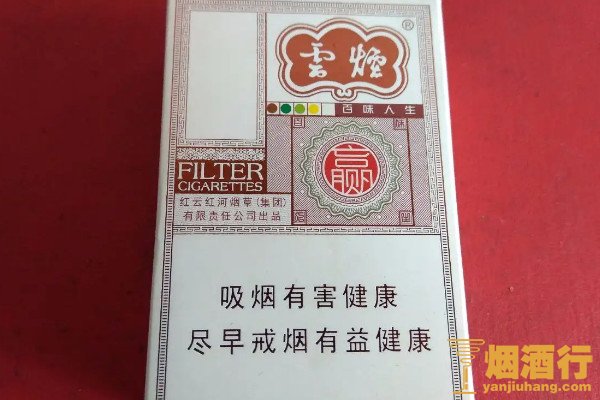 雲煙®
百味人生
赢
FILTER
CIGARETTES
红云红河烟草(集团)
有限责任公司出品
吸烟有害健康
尽早戒烟有益健康
烟酒行
yanjiuhang.com